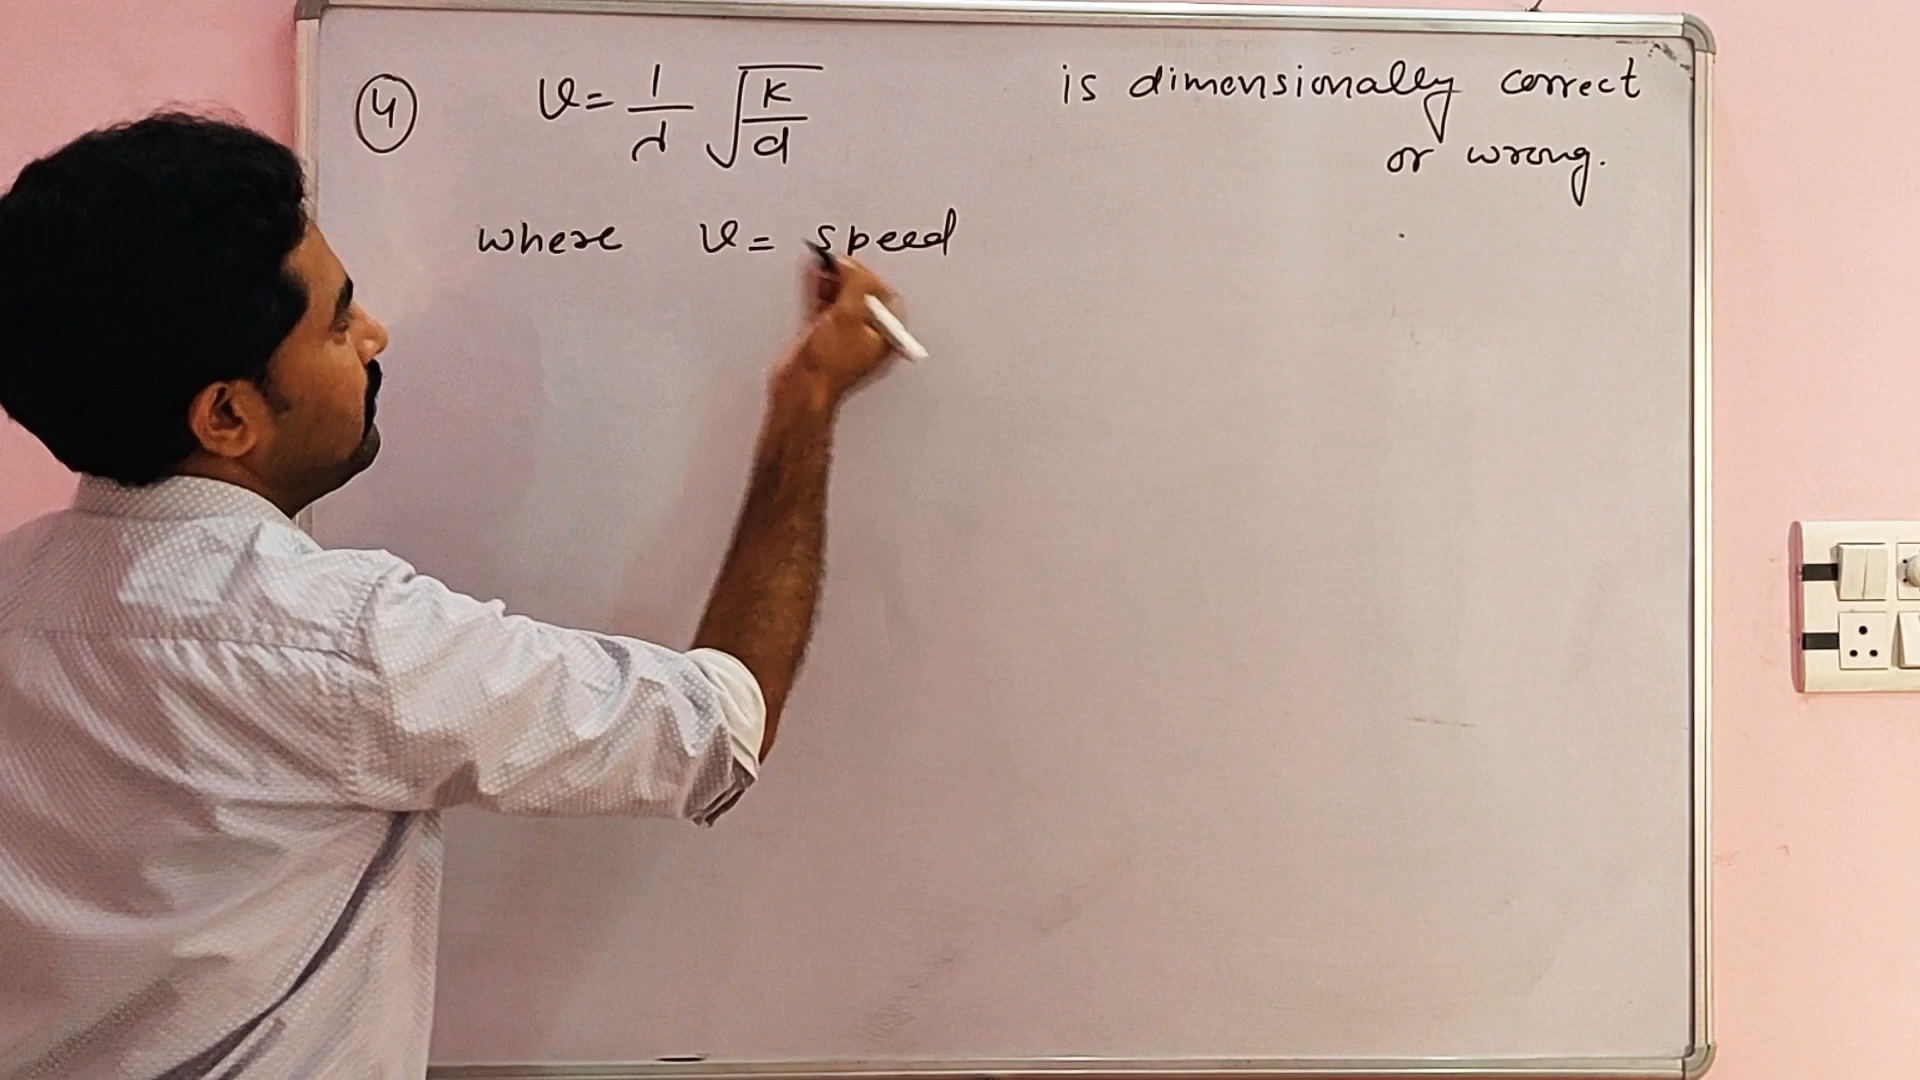 ④ v = 1/λ √(K/d) is dimensionally correct
or wrong.
where v = speed